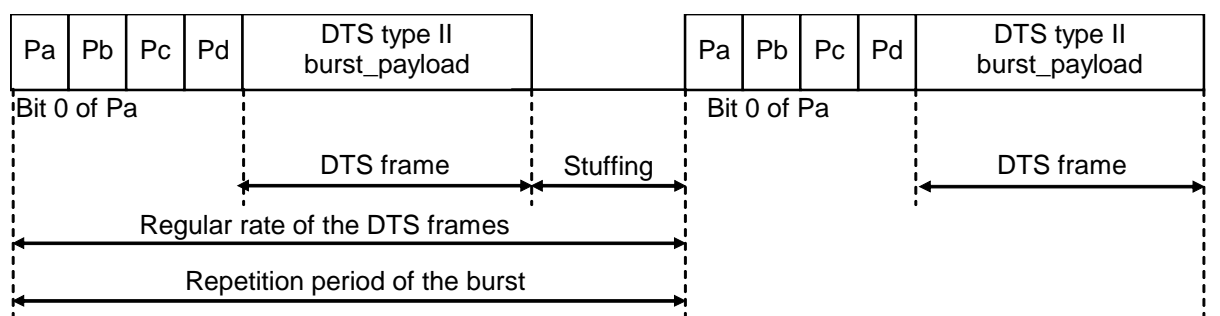 Pa Pb Pc Pd DTS type II burst_payload Pa Pb Pc Pd DTS type II burst_payload
Bit 0 of Pa Bit 0 of Pa
DTS frame Stuffing DTS frame
Regular rate of the DTS frames
Repetition period of the burst